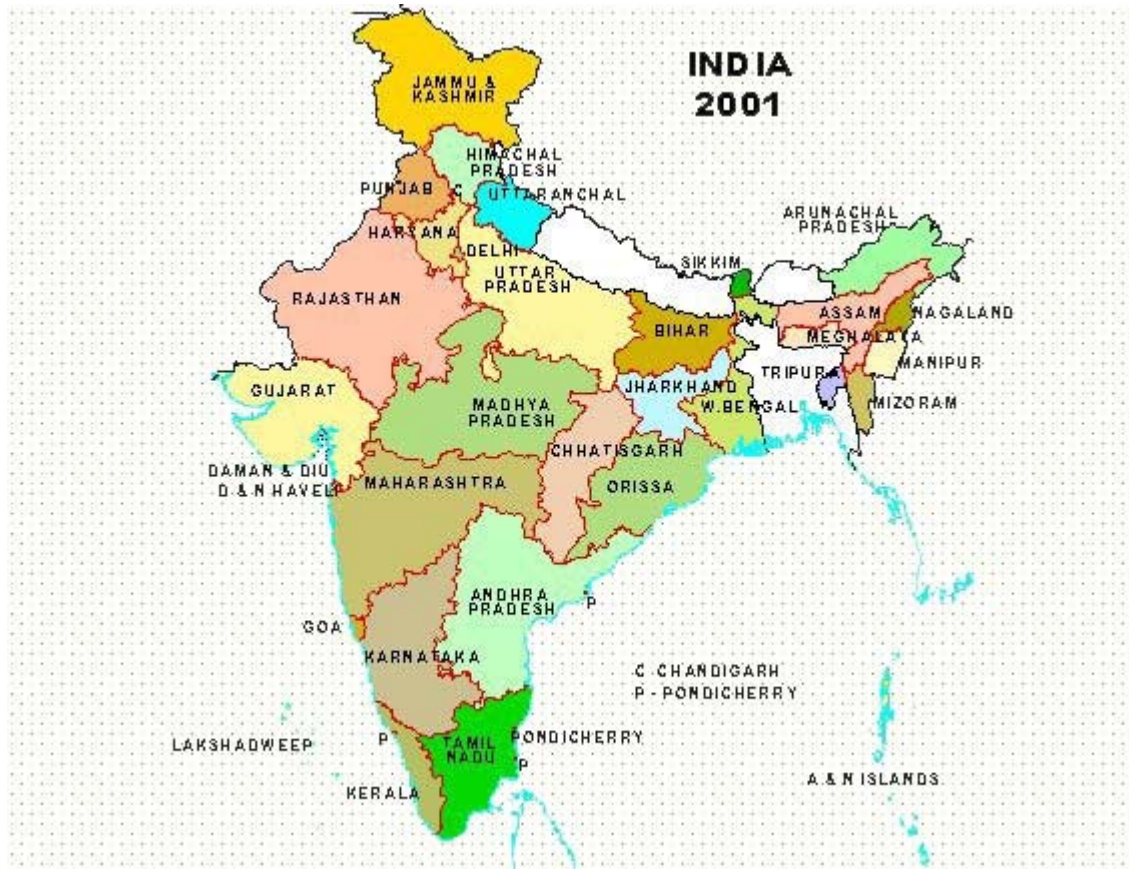 INDIA
2001
JAMMU &
KASHMIR
HIMACHAL
PRADESH
PUNJAB
C
UTTARANCHAL
HARYANA
DELHI
ARUNACHAL
PRADESH
UTTAR
PRADESH
SIKKIM
RAJASTHAN
BIHAR
ASSAM
NAGALAND
MEGHALAYA
MANIPUR
TRIPURA
GUJARAT
JHARKHAND
MADHYA
PRADESH
W.BENGAL
MIZORAM
CHHATISGARH
DAMAN & DIU
D & N HAVELI
MAHARASHTRA
ORISSA
ANDHRA
PRADESH
P
GOA
KARNATAKA
C-CHANDIGARH
P - PONDICHERRY
LAKSHADWEEP
P
TAMIL
NADU
PONDICHERRY
P
KERALA
A & N ISLANDS